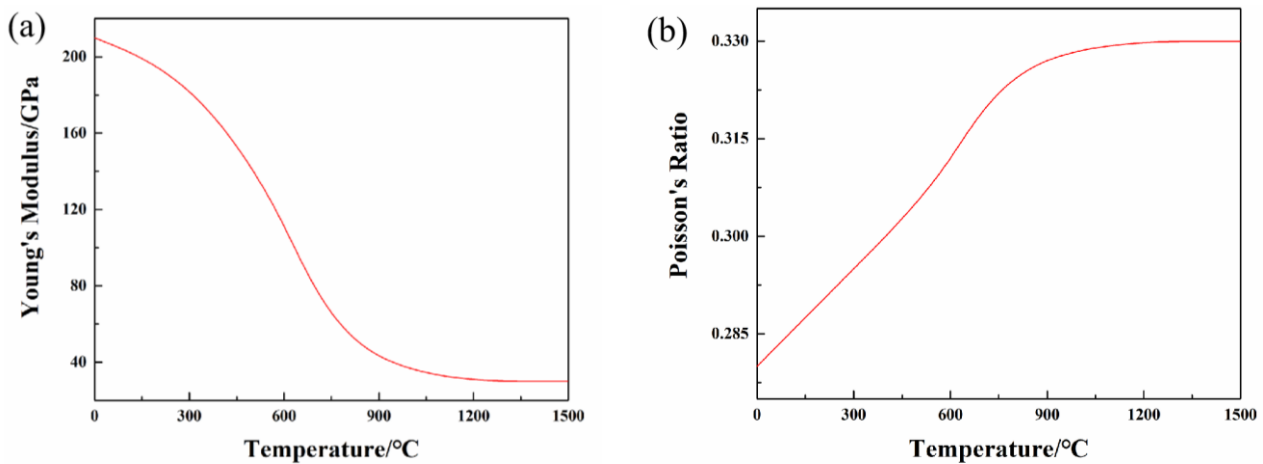 (a)
Young's Modulus/GPa
200
160
120
80
40
0 300 600 900 1200 1500
Temperature/°C
(b)
Poisson's Ratio
0.330
0.315
0.300
0.285
0 300 600 900 1200 1500
Temperature/°C